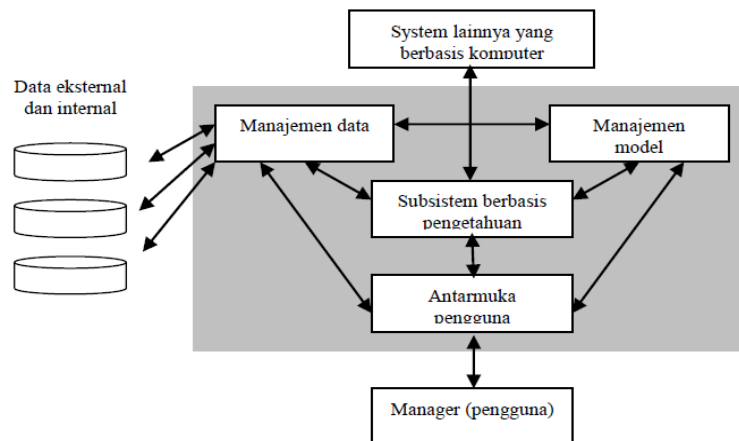 System lainnya yang
berbasis komputer
Data eksternal
dan internal
Manajemen data
Manajemen
model
Subsistem berbasis
pengetahuan
Antarmuka
pengguna
Manager (pengguna)